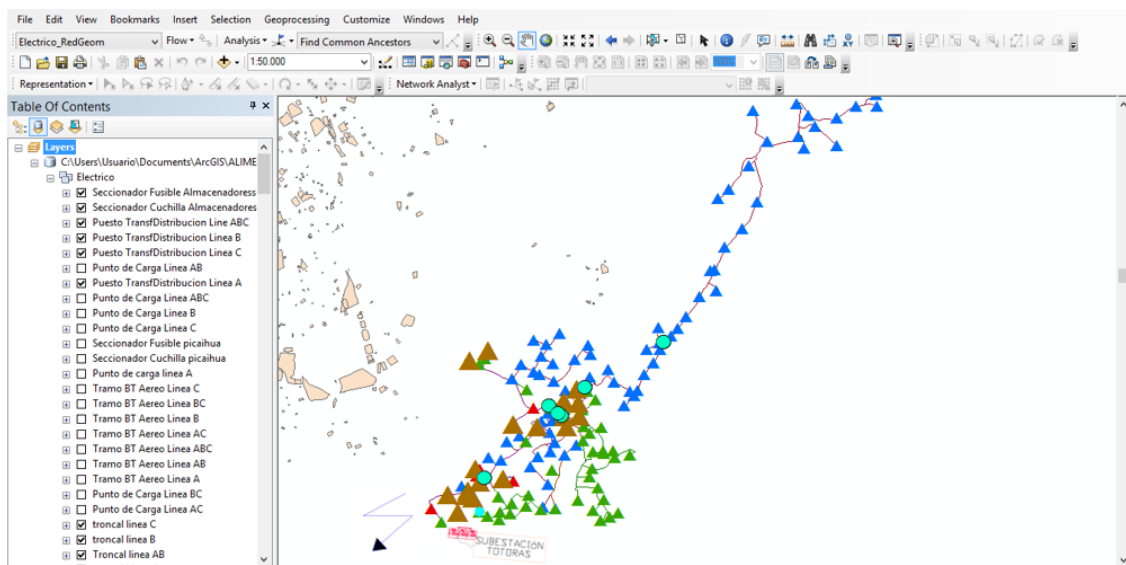 File Edit View Bookmarks Insert Selection Geoprocessing Customize Windows Help
Electrico_RedGeom Flow Analysis Find Common Ancestors
1:50.000 100%
Representation Network Analyst
Table Of Contents
Layers
C:\Users\Usuario\Documents\ArcGIS\ALIME
Electrico
Seccionador Fusible Almacenadoress
Seccionador Cuchilla Almacenadores
Puesto TransfDistribucion Line ABC
Puesto TransfDistribucion Linea B
Puesto TransfDistribucion Linea C
Punto de Carga Linea AB
Puesto TransfDistribucion Linea A
Punto de Carga Linea ABC
Punto de Carga Linea B
Punto de Carga Linea C
Seccionador Fusible picaihua
Seccionador Cuchilla picaihua
Punto de carga linea A
Tramo BT Aereo Linea C
Tramo BT Aereo Linea BC
Tramo BT Aereo Linea B
Tramo BT Aereo Linea AC
Tramo BT Aereo Linea ABC
Tramo BT Aereo Linea AB
Tramo BT Aereo Linea A
Punto de Carga Linea BC
Punto de Carga Linea AC
troncal linea C
troncal linea B
Troncal linea AB
SUBESTACIÓN
TOTORAS